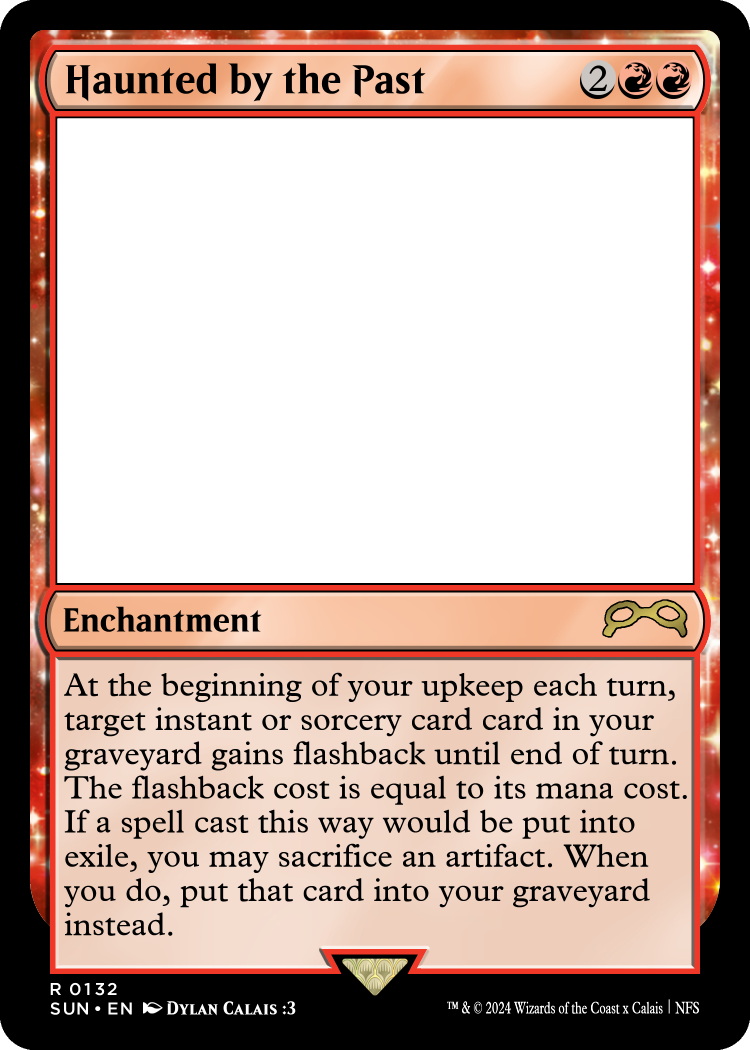 Haunted by the Past 2
Enchantment
At the beginning of your upkeep each turn,
target instant or sorcery card card in your
graveyard gains flashback until end of turn.
The flashback cost is equal to its mana cost.
If a spell cast this way would be put into
exile, you may sacrifice an artifact. When
you do, put that card into your graveyard
instead.
R 0132
SUN • EN Dylan Calais :3
™ & © 2024 Wizards of the Coast x Calais | NFS